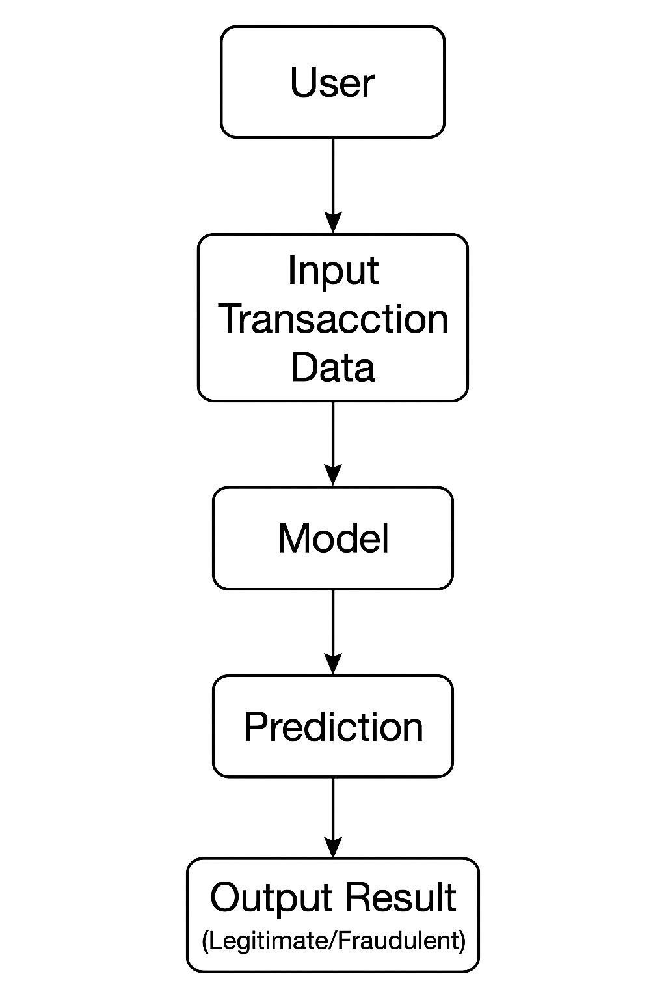 User
Input
Transacction
Data
Model
Prediction
Output Result
(Legitimate/Fraudulent)